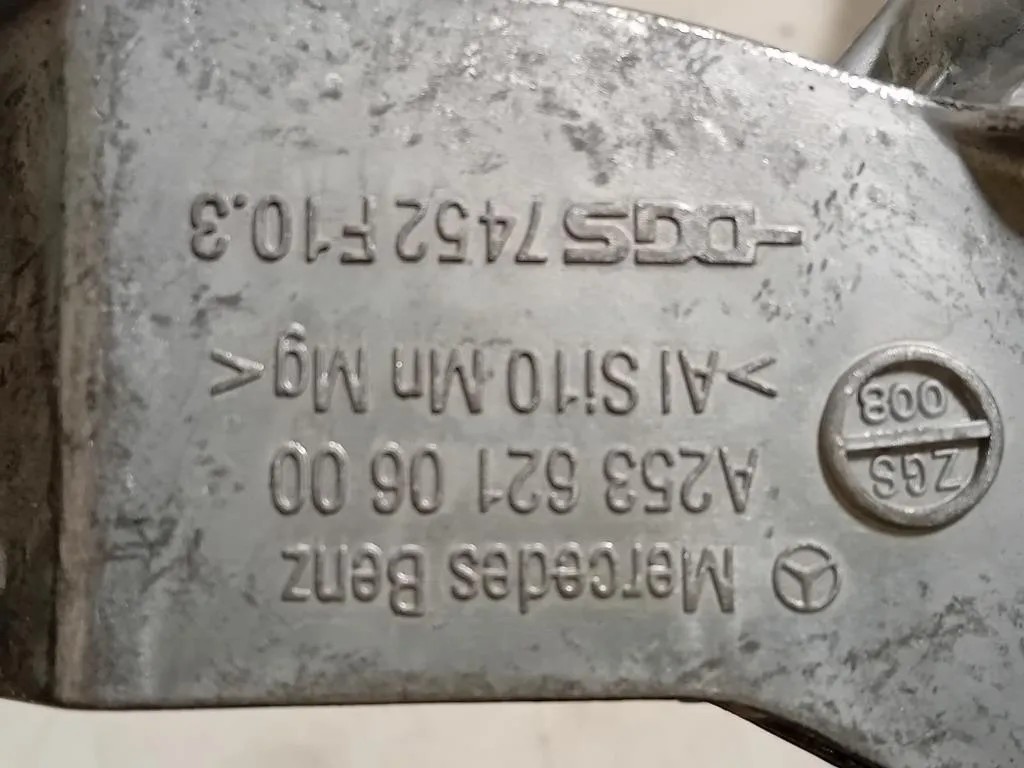 Mercedes Benz
A253 621 06 00
>Al Si10 Mn Mg<
DGS 7452 F10.3
ZGS
008